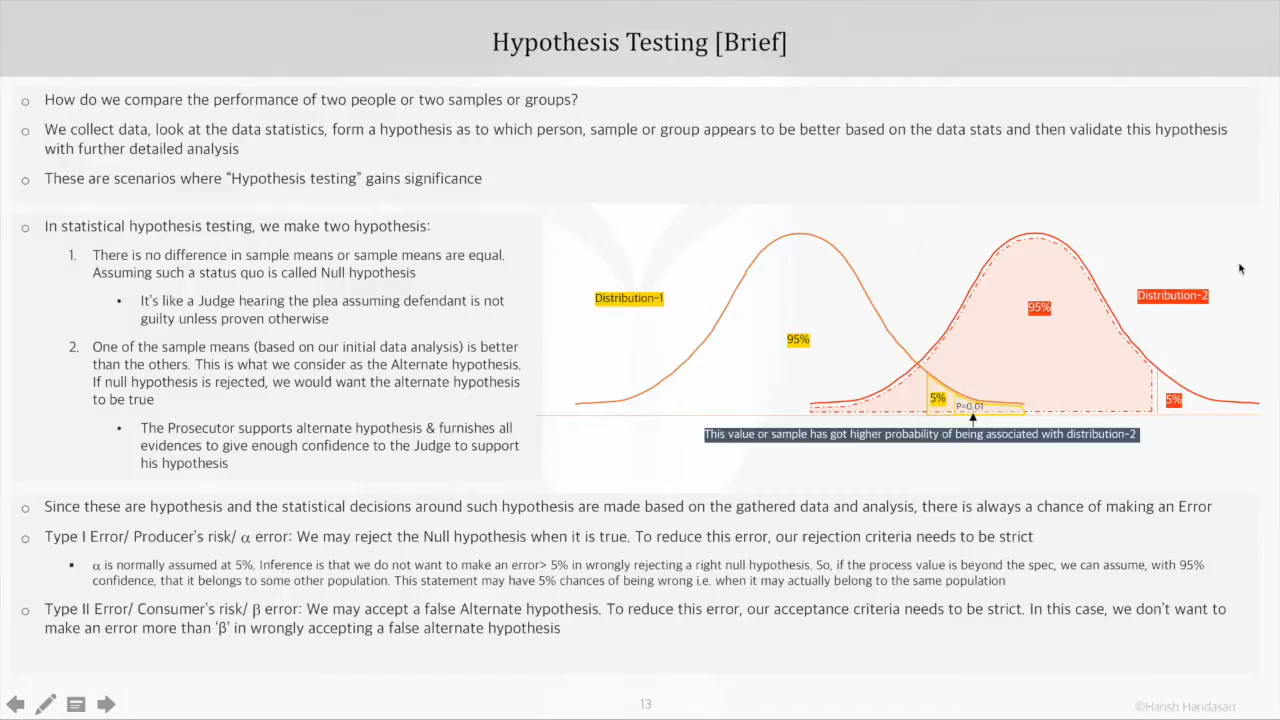 Hypothesis Testing [Brief]
How do we compare the performance of two people or two samples or groups?
We collect data, look at the data statistics, form a hypothesis as to which person, sample or group appears to be better based on the data stats and then validate this hypothesis
with further detailed analysis
These are scenarios where “Hypothesis testing” gains significance
In statistical hypothesis testing, we make two hypothesis:
1. There is no difference in sample means or sample means are equal.
Assuming such a status quo is called Null hypothesis
• It's like a Judge hearing the plea assuming defendant is not
guilty unless proven otherwise
2. One of the sample means (based on our initial data analysis) is better
than the others. This is what we consider as the Alternate hypothesis.
If null hypothesis is rejected, we would want the alternate hypothesis
to be true
• The Prosecutor supports alternate hypothesis & furnishes all
evidences to give enough confidence to the Judge to support
his hypothesis
Distribution-1
95%
5%
P=0.01
95%
Distribution-2
5%
This value or sample has got higher probability of being associated with distribution-2
Since these are hypothesis and the statistical decisions around such hypothesis are made based on the gathered data and analysis, there is always a chance of making an Error
Type I Error/ Producer's risk/ α error: We may reject the Null hypothesis when it is true. To reduce this error, our rejection criteria needs to be strict
▪ α is normally assumed at 5%. Inference is that we do not want to make an error> 5% in wrongly rejecting a right null hypothesis. So, if the process value is beyond the spec, we can assume, with 95%
confidence, that it belongs to some other population. This statement may have 5% chances of being wrong i.e. when it may actually belong to the same population
Type II Error/ Consumer's risk/ β error: We may accept a false Alternate hypothesis. To reduce this error, our acceptance criteria needs to be strict. In this case, we don't want to
make an error more than 'β' in wrongly accepting a false alternate hypothesis
13
©Harish Haridasan